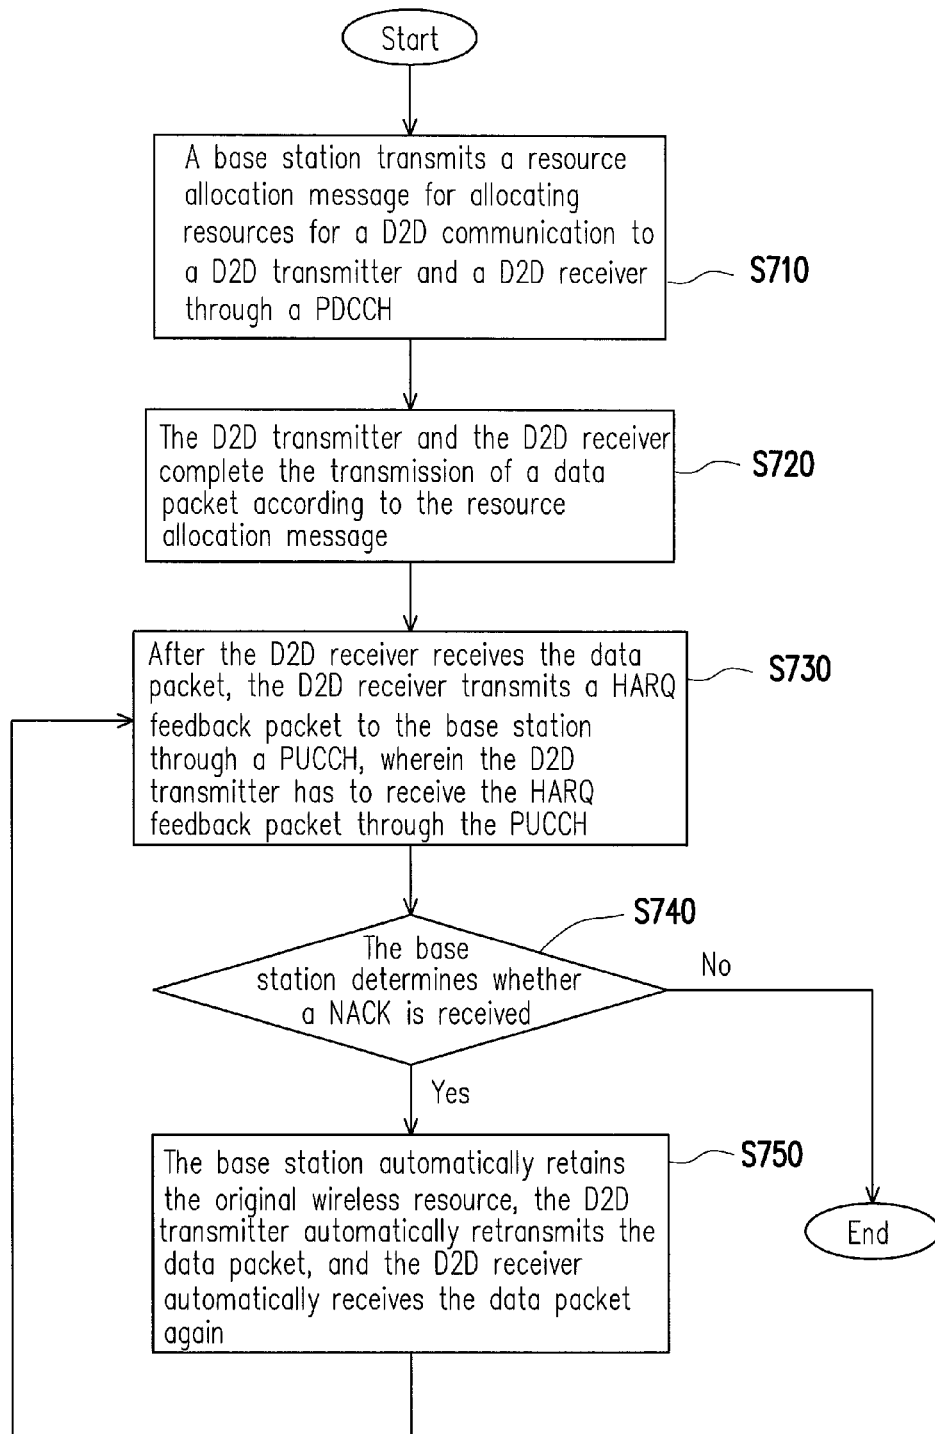 Start
A base station transmits a resource
allocation message for allocating
resources for a D2D communication to
a D2D transmitter and a D2D receiver
through a PDCCH
S710
The D2D transmitter and the D2D receiver
complete the transmission of a data
packet according to the resource
allocation message
S720
After the D2D receiver receives the data
packet, the D2D receiver transmits a HARQ
feedback packet to the base station
through a PUCCH, wherein the D2D
transmitter has to receive the HARQ
feedback packet through the PUCCH
S730
The base
station determines whether
a NACK is received
S740
No
Yes
The base station automatically retains
the original wireless resource, the D2D
transmitter automatically retransmits the
data packet, and the D2D receiver
automatically receives the data packet
again
S750
End